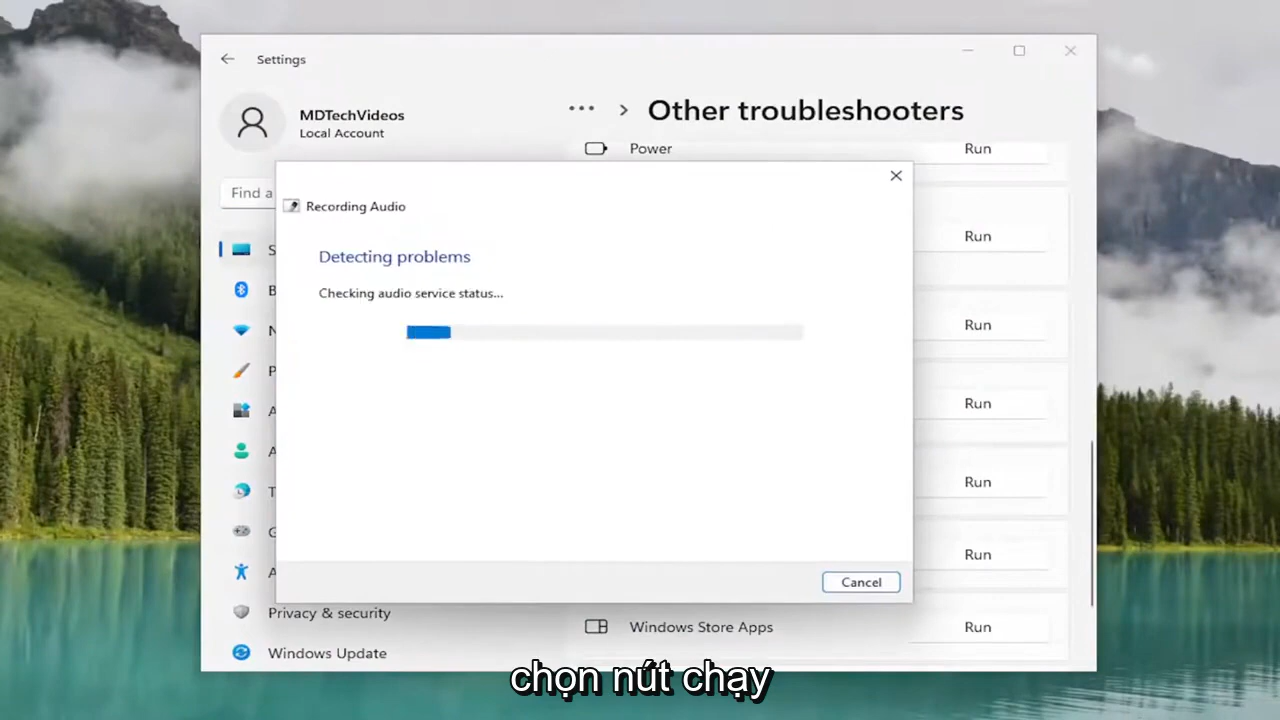 Settings
MDTechVideos
Local Account
Other troubleshooters
Power
Run
Find a
Recording Audio
Run
S
Detecting problems
B
Checking audio service status...
Run
N
P
Run
A
A
Run
T
G
Run
A
Cancel
Privacy & security
Windows Store Apps
Run
Windows Update
chọn nút chạy